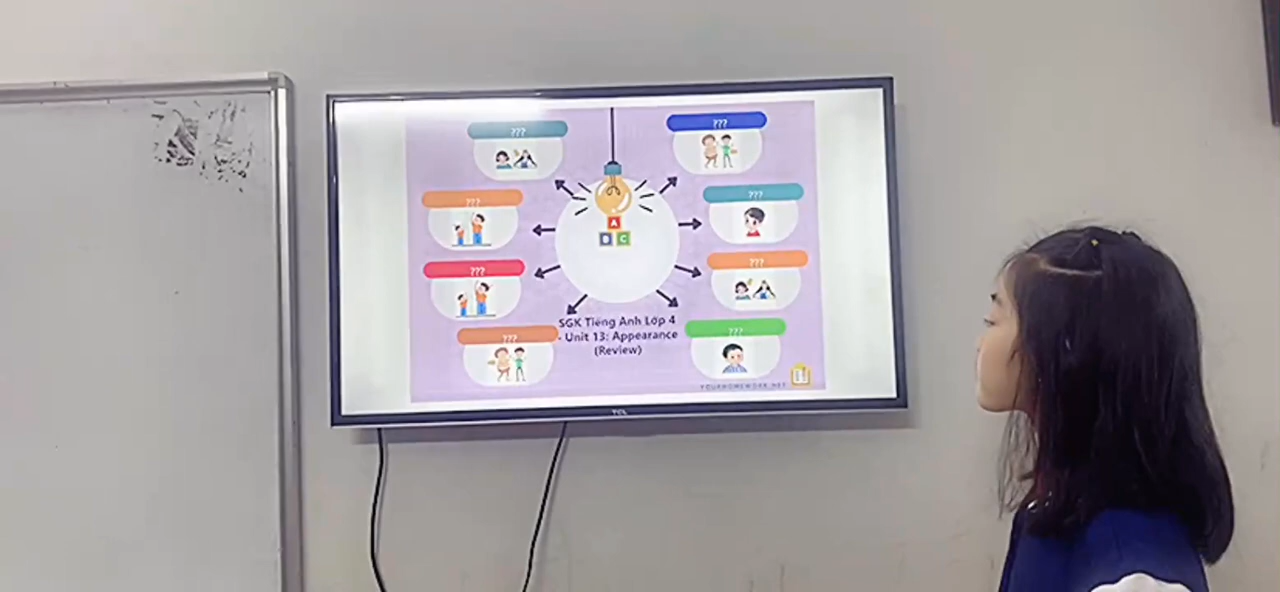 ???
???
???
???
A
B C
???
???
???
???
SGK Tiếng Anh Lớp 4
- Unit 13: Appearance
(Review)
YOURHOMEWORK.NET
TCL